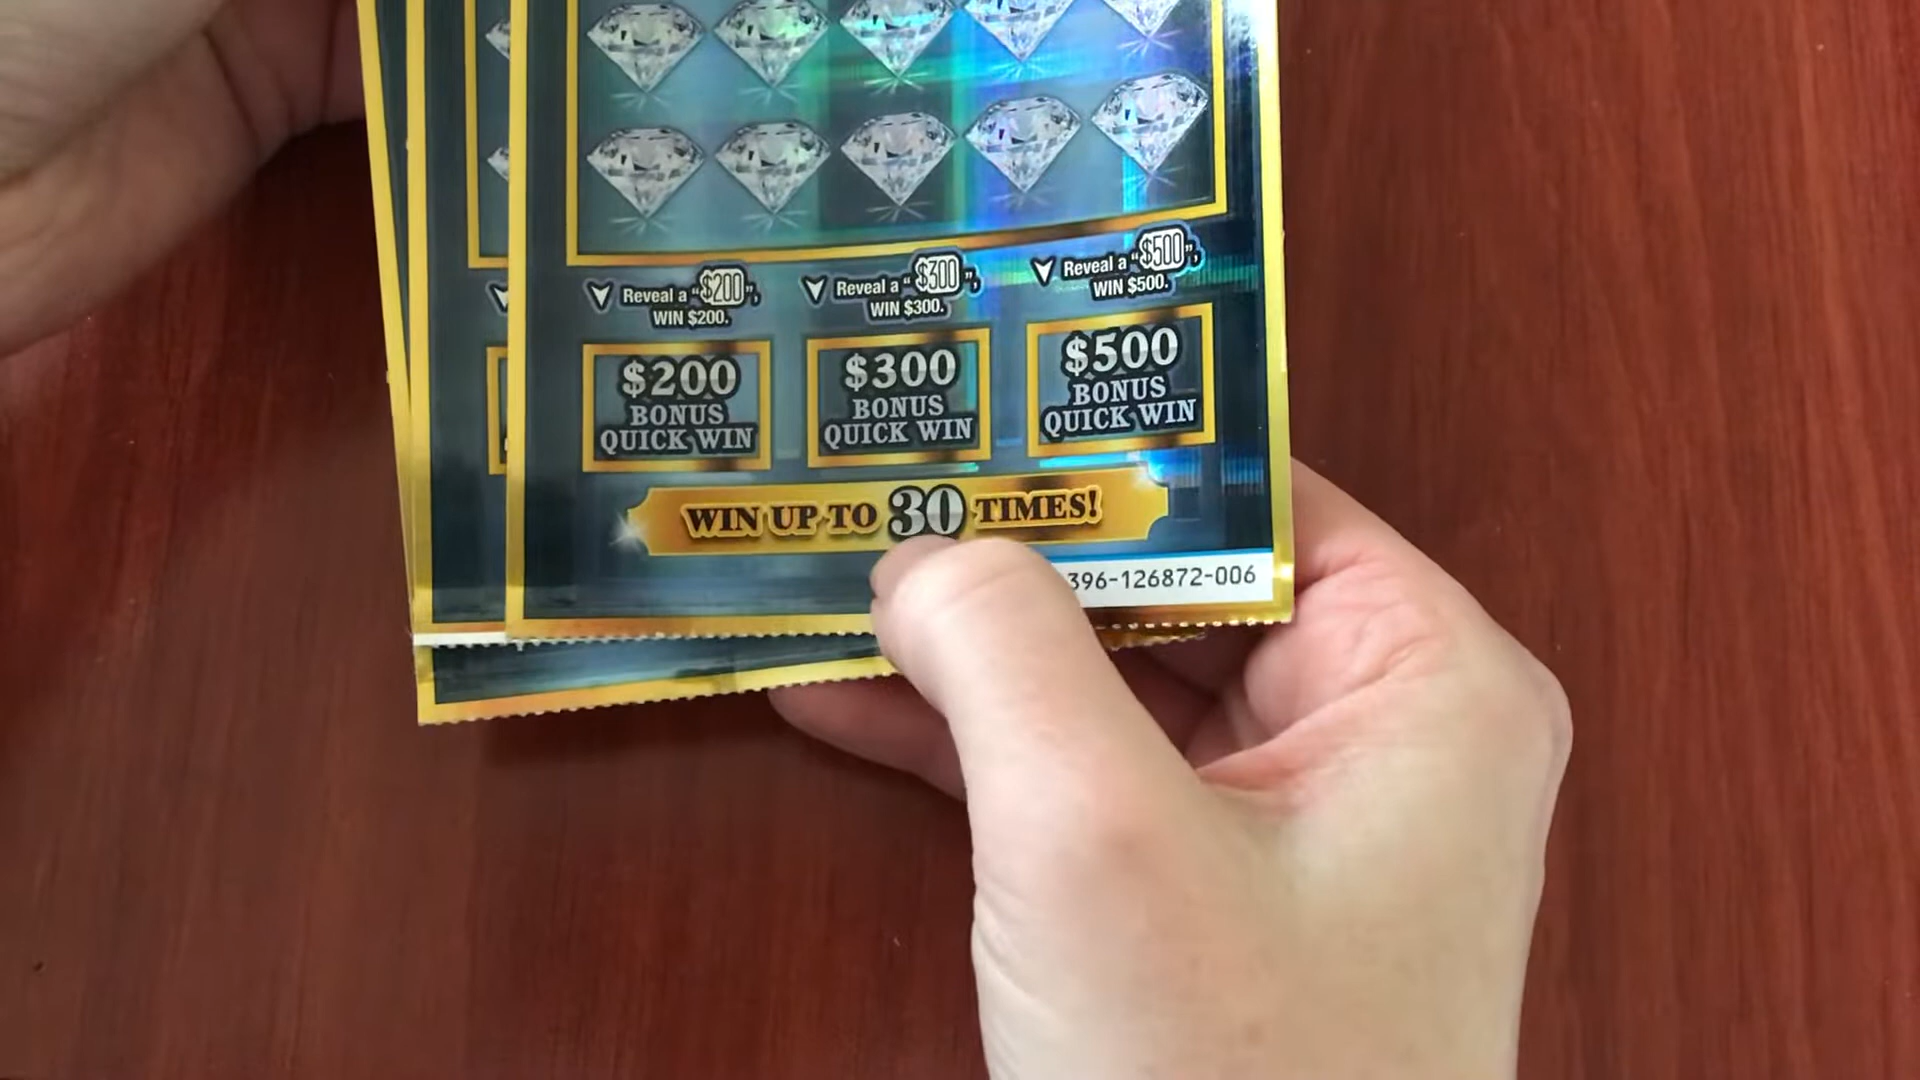 Reveal a "$200",
WIN $200.
Reveal a "$300",
WIN $300.
Reveal a "$500",
WIN $500.
$200
BONUS
QUICK WIN
$300
BONUS
QUICK WIN
$500
BONUS
QUICK WIN
WIN UP TO 30 TIMES!
396-126872-006